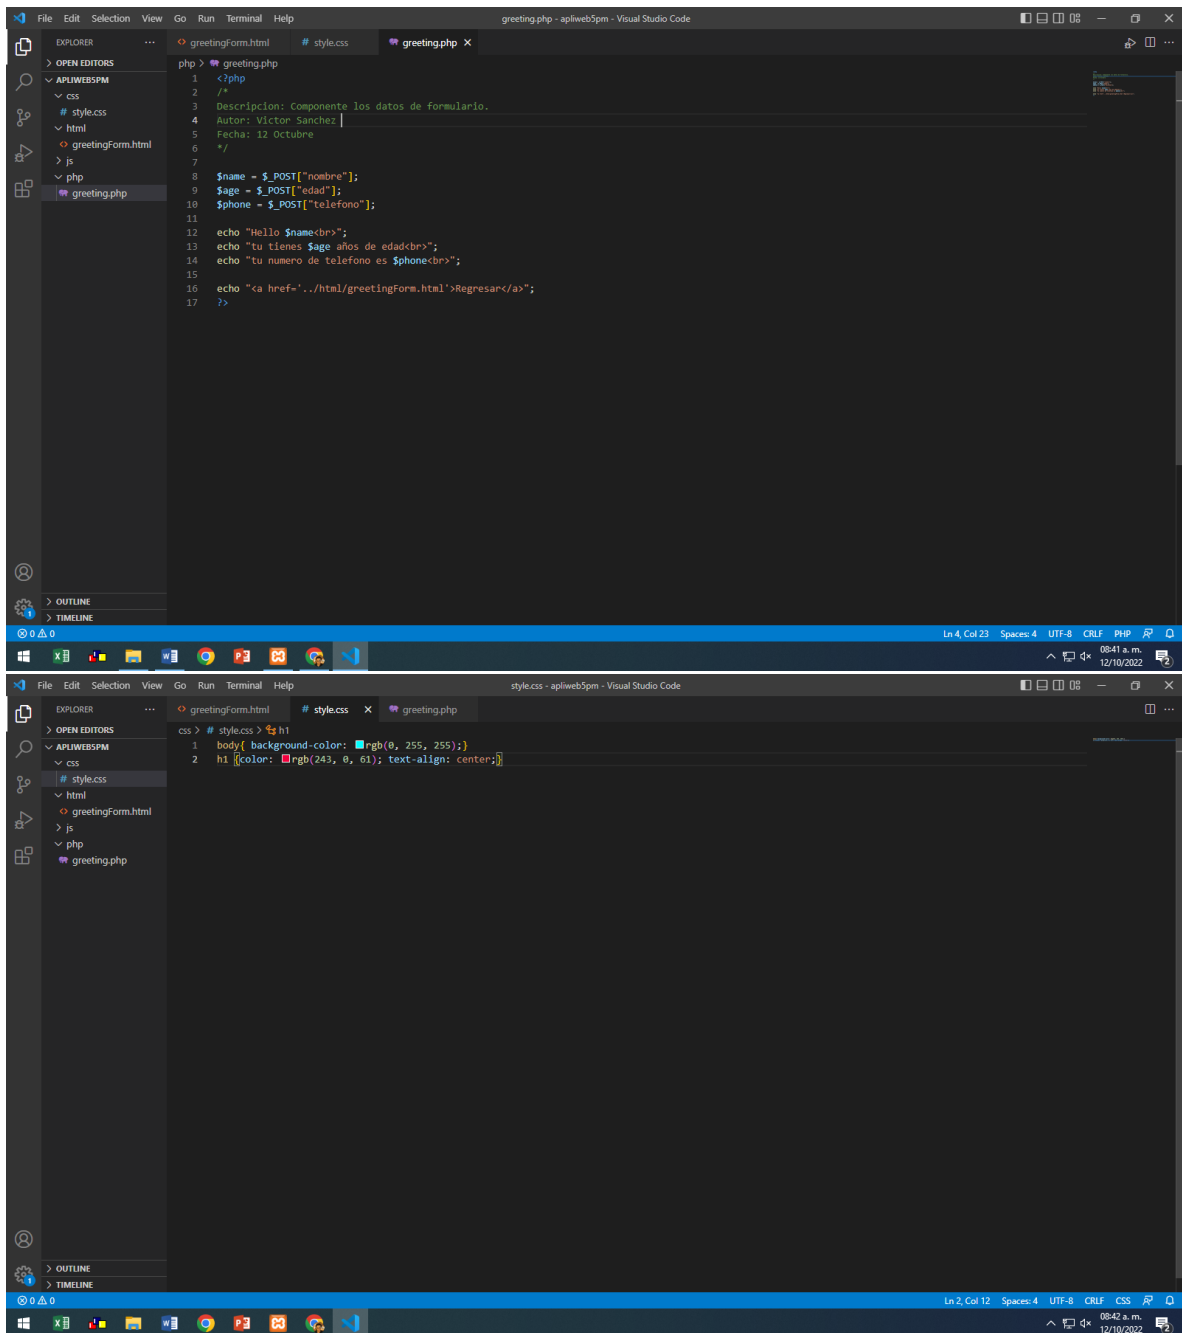 File Edit Selection View Go Run Terminal Help greeting.php - apliweb5pm - Visual Studio Code
EXPLORER ··· greetingForm.html # style.css greeting.php
OPEN EDITORS php > greeting.php
APLIWEB5PM
css
# style.css
html
greetingForm.html
js
php
greeting.php
1 <?php
2 /*
3 Descripcion: Componente los datos de formulario.
4 Autor: Victor Sanchez
5 Fecha: 12 Octubre
6 */
7
8 $name = $_POST["nombre"];
9 $age = $_POST["edad"];
10 $phone = $_POST["telefono"];
11
12 echo "Hello $name<br>";
13 echo "tu tienes $age años de edad<br>";
14 echo "tu numero de telefono es $phone<br>";
15
16 echo "<a href='../html/greetingForm.html'>Regresar</a>";
17 ?>
OUTLINE
1
TIMELINE
0 0 Ln 4, Col 23 Spaces: 4 UTF-8 CRLF PHP
08:41 a. m.
12/10/2022 2
File Edit Selection View Go Run Terminal Help style.css - apliweb5pm - Visual Studio Code
EXPLORER ··· greetingForm.html # style.css greeting.php
OPEN EDITORS css > # style.css > h1
APLIWEB5PM
css
# style.css
html
greetingForm.html
js
php
greeting.php
1 body{ background-color: rgb(0, 255, 255);}
2 h1 {color: rgb(243, 0, 61); text-align: center;}
OUTLINE
1
TIMELINE
0 0 Ln 2, Col 12 Spaces: 4 UTF-8 CRLF CSS
08:42 a. m.
12/10/2022 2